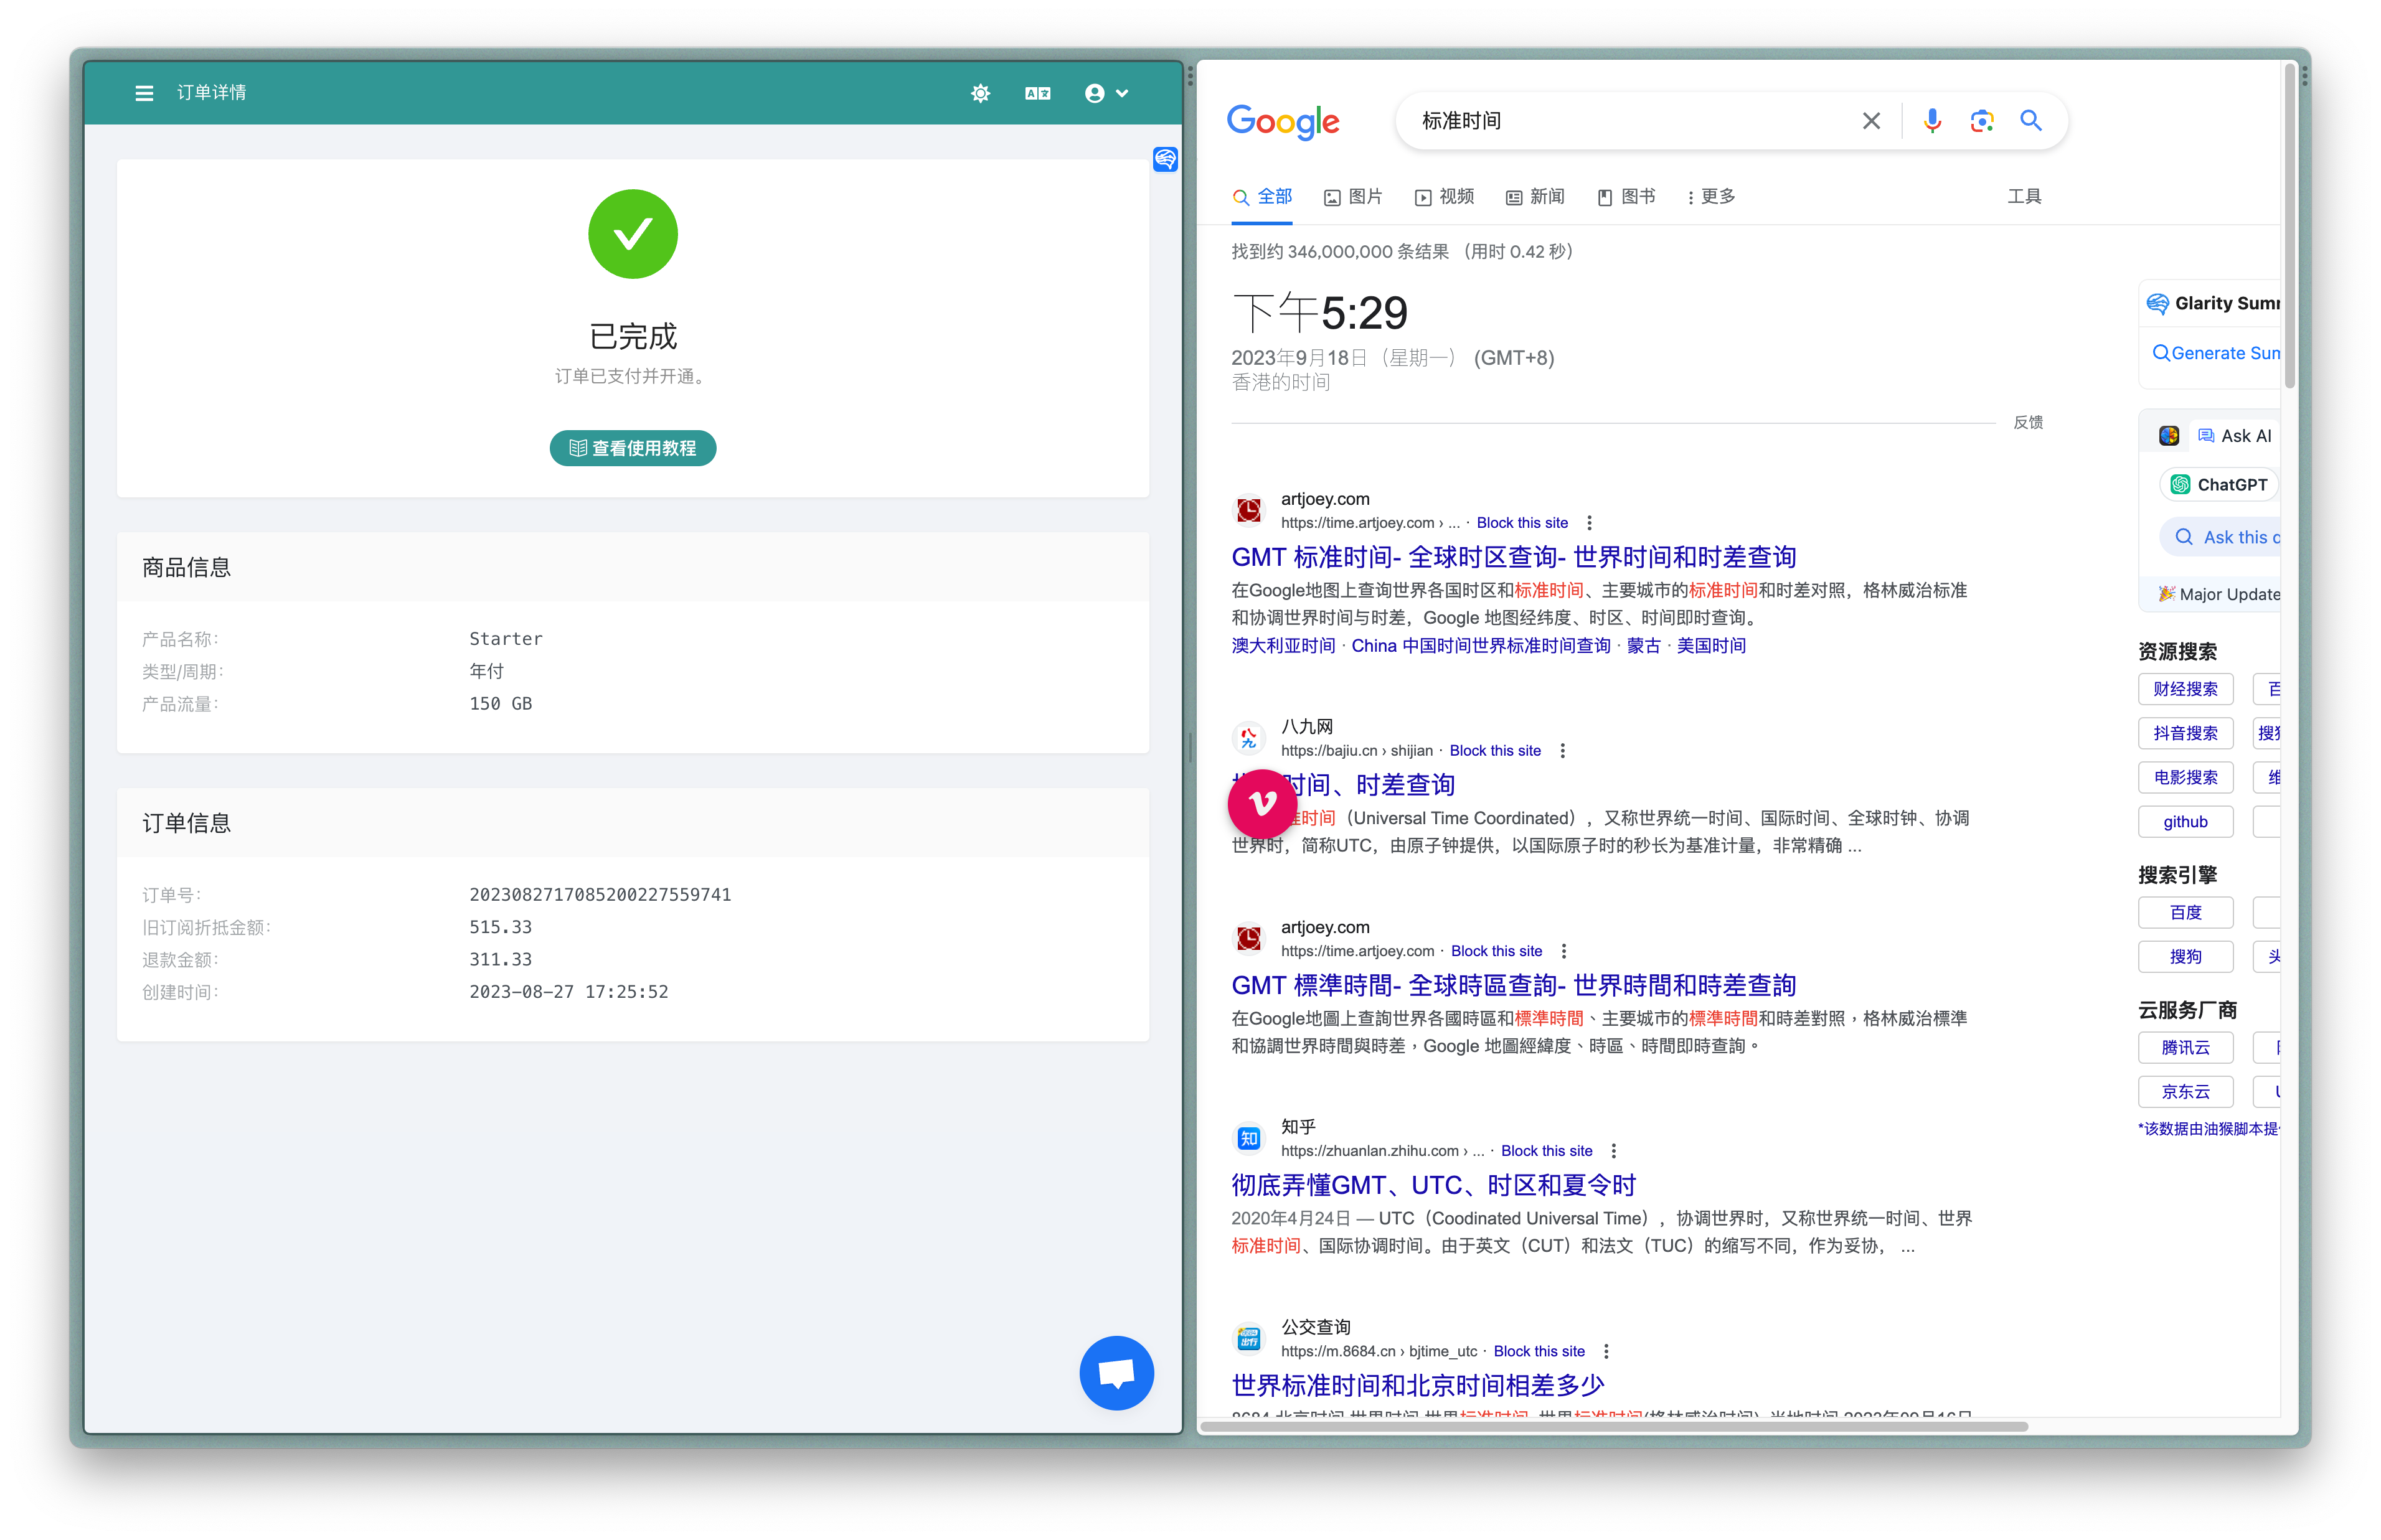 订单详情
已完成
订单已支付并开通。
查看使用教程
商品信息
产品名称: Starter
类型/周期: 年付
产品流量: 150 GB
订单信息
订单号: 2023082717085200227559741
旧订阅折抵金额: 515.33
退款金额: 311.33
创建时间: 2023-08-27 17:25:52
Google
标准时间
全部 图片 视频 新闻 图书 更多 工具
找到约 346,000,000 条结果 （用时 0.42 秒）
下午5:29
2023年9月18日（星期一） (GMT+8)
香港的时间
反馈
artjoey.com
https://time.artjoey.com › ... · Block this site
GMT 标准时间- 全球时区查询- 世界时间和时差查询
在Google地图上查询世界各国时区和标准时间、主要城市的标准时间和时差对照，格林威治标准
和协调世界时间与时差，Google 地图经纬度、时区、时间即时查询。
澳大利亚时间 · China 中国时间世界标准时间查询 · 蒙古 · 美国时间
八九网
https://bajiu.cn › shijian · Block this site
时间、时差查询
时间（Universal Time Coordinated），又称世界统一时间、国际时间、全球时钟、协调
世界时，简称UTC，由原子钟提供，以国际原子时的秒长为基准计量，非常精确 ...
artjoey.com
https://time.artjoey.com · Block this site
GMT 標準時間- 全球時區查詢- 世界時間和時差查詢
在Google地圖上查詢世界各國時區和標準時間、主要城市的標準時間和時差對照，格林威治標準
和協調世界時間與時差，Google 地圖經緯度、時區、時間即時查詢。
知乎
https://zhuanlan.zhihu.com › ... · Block this site
彻底弄懂GMT、UTC、时区和夏令时
2020年4月24日 — UTC（Coodinated Universal Time），协调世界时，又称世界统一时间、世界
标准时间、国际协调时间。由于英文（CUT）和法文（TUC）的缩写不同，作为妥协， ...
公交查询
https://m.8684.cn › bjtime_utc · Block this site
世界标准时间和北京时间相差多少
Glarity Sum
Generate Sum
Ask AI
ChatGPT
Ask this
Major Update
资源搜索
财经搜索 百
抖音搜索 搜
电影搜索 维
github
搜索引擎
百度
搜狗 头
云服务厂商
腾讯云
京东云 U
*该数据由油猴脚本提